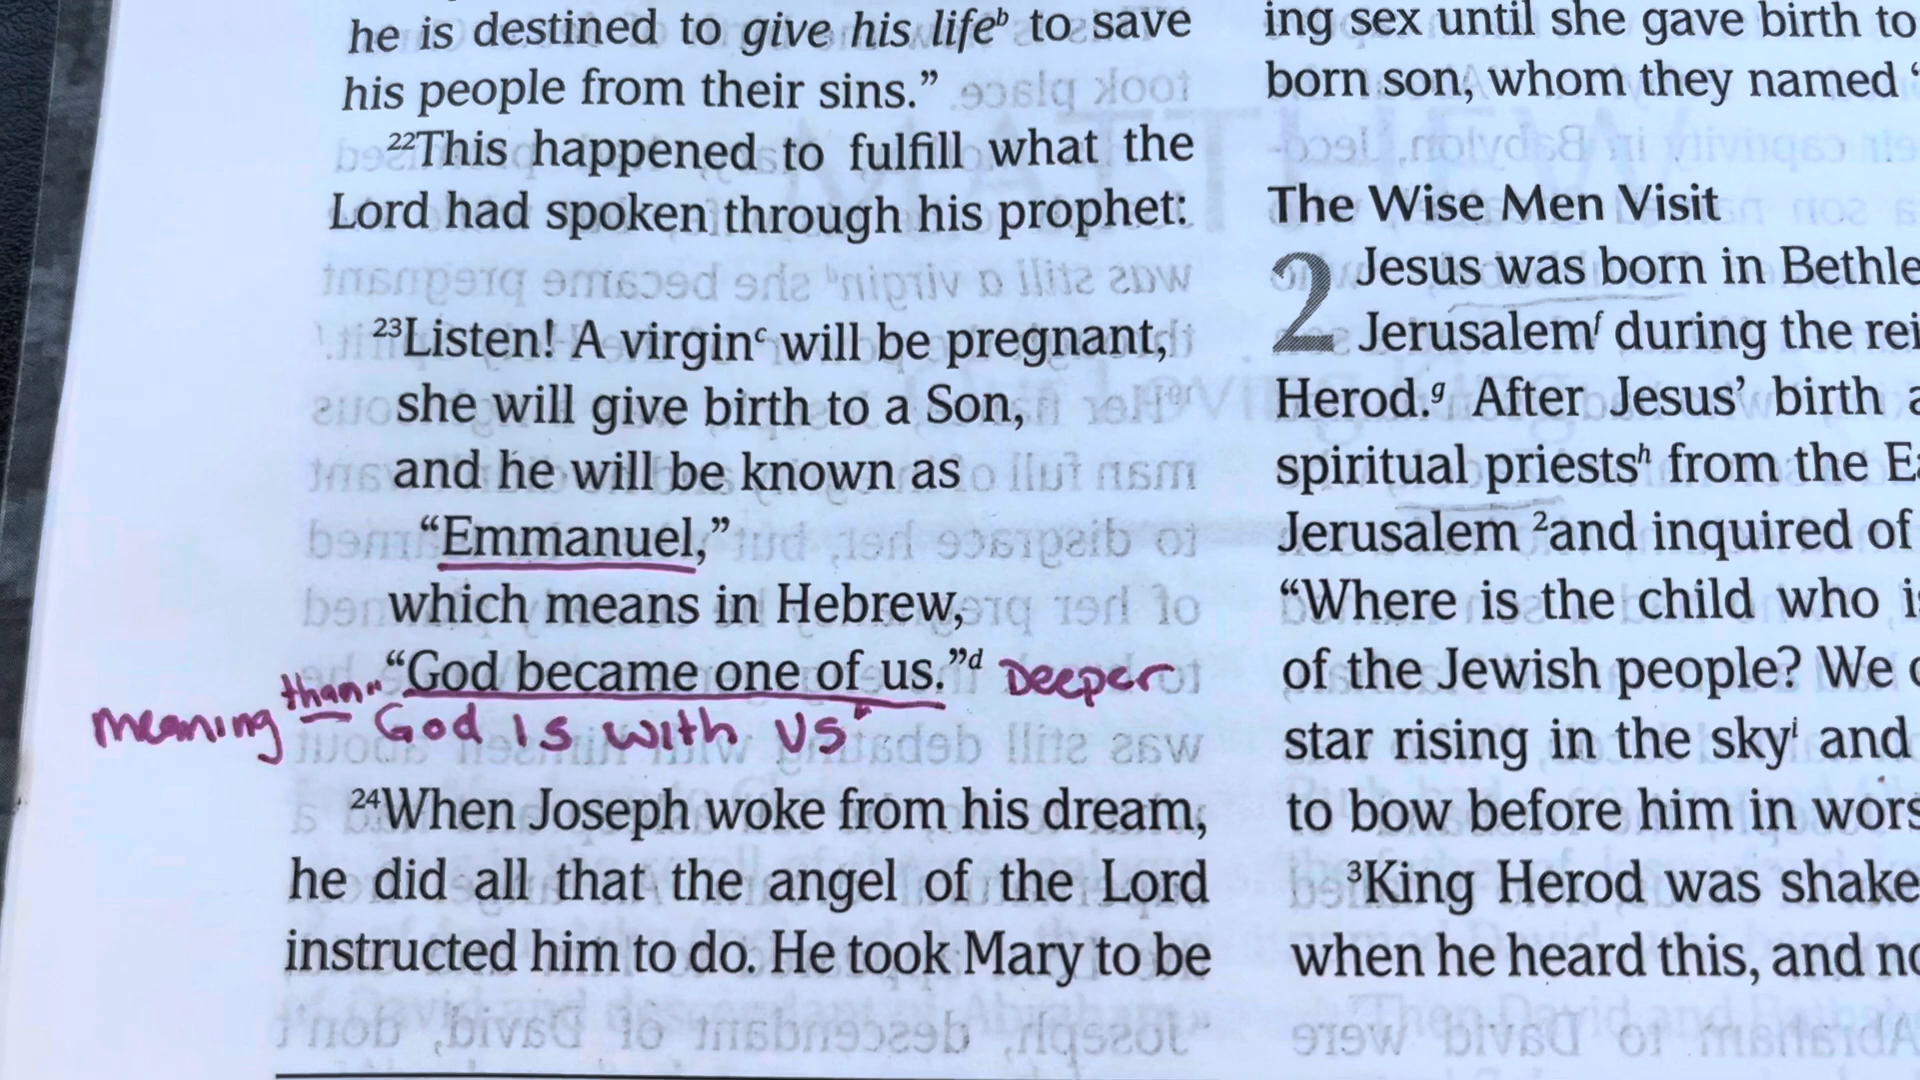 he is destined to give his lifeᵇ to save
his people from their sins.”
²²This happened to fulfill what the
Lord had spoken through his prophet:
²³Listen! A virginᶜ will be pregnant,
she will give birth to a Son,
and he will be known as
“Emmanuel,”
which means in Hebrew,
“God became one of us.”ᵈ Deeper
meaning than "God is with us"
²⁴When Joseph woke from his dream,
he did all that the angel of the Lord
instructed him to do. He took Mary to be
ing sex until she gave birth to
born son, whom they named “
The Wise Men Visit
2 Jesus was born in Bethle
Jerusalemᶠ during the rei
Herod.ᵍ After Jesus’ birth a
spiritual priestsʰ from the Ea
Jerusalem ²and inquired of
“Where is the child who is
of the Jewish people? We
star rising in the skyⁱ and
to bow before him in wors
³King Herod was shake
when he heard this, and no